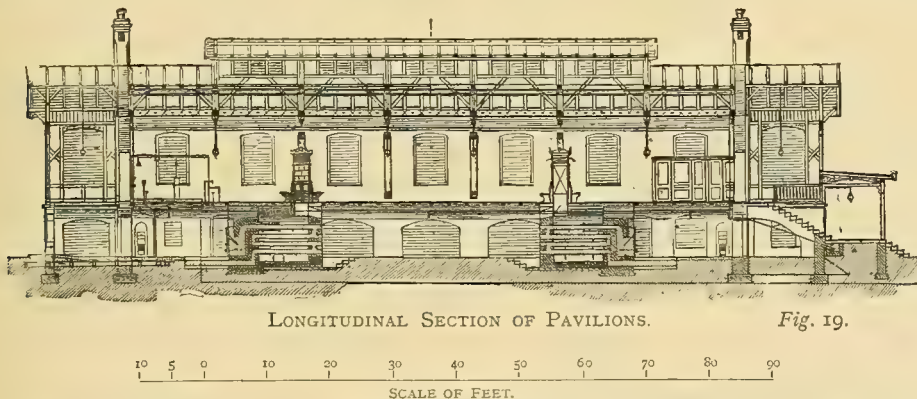 LONGITUDINAL SECTION OF PAVILIONS. Fig. 19.
10 5 0 10 20 30 40 50 60 70 80 90
SCALE OF FEET.